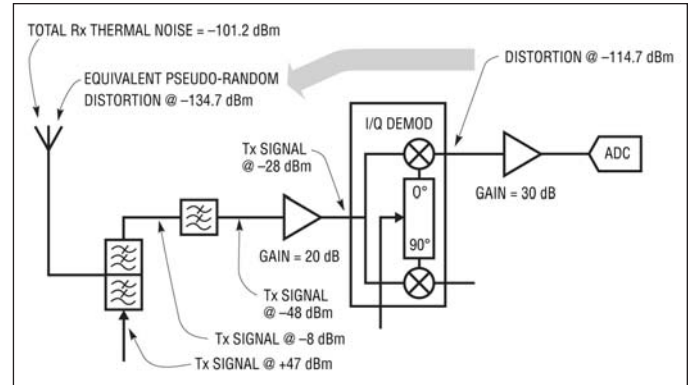 TOTAL Rx THERMAL NOISE = –101.2 dBm
DISTORTION @ –114.7dBm
EQUIVALENT PSEUDO-RANDOM
DISTORTION @ –134.7 dBm
I/Q DEMOD
Tx SIGNAL
@ –28 dBm
ADC
0°
GAIN = 30 dB
90°
GAIN = 20 dB
Tx SIGNAL
@ –48 dBm
Tx SIGNAL @ –8 dBm
Tx SIGNAL @ +47 dBm